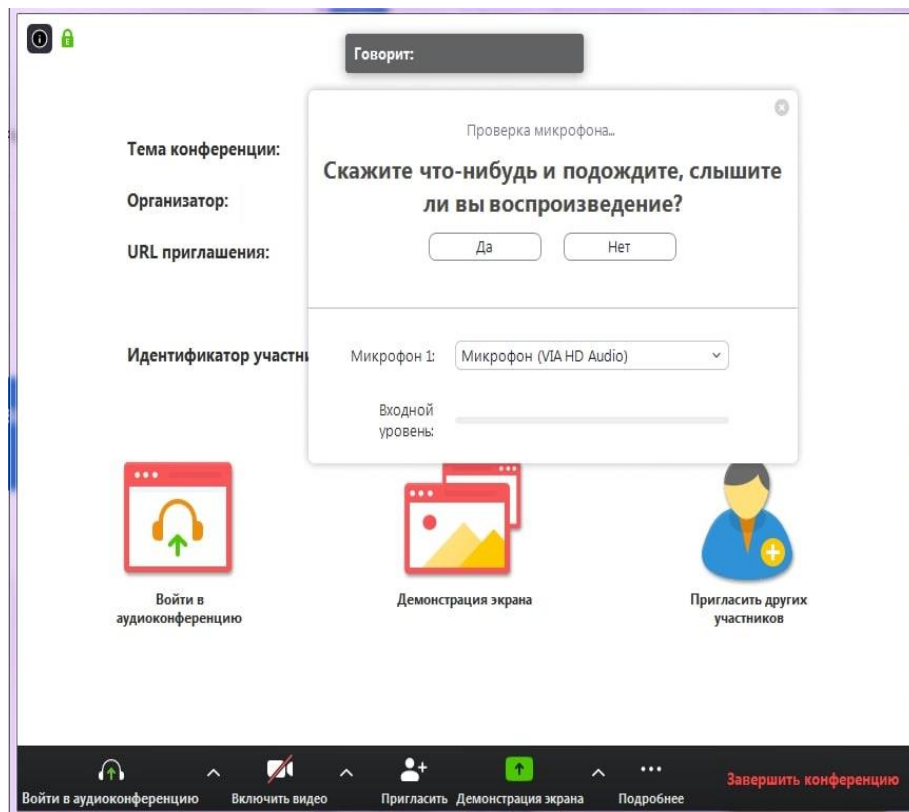 Говорит:
Проверка микрофона...
Скажите что-нибудь и подождите, слышите
ли вы воспроизведение?
Да
Нет
Тема конференции:
Организатор:
URL приглашения:
Идентификатор участни
Микрофон 1:
Микрофон (VIA HD Audio)
Входной
уровень:
Войти в
аудиоконференцию
Демонстрация экрана
Пригласить других
участников
Войти в аудиоконференцию
Включить видео
Пригласить
Демонстрация экрана
Подробнее
Завершить конференцию